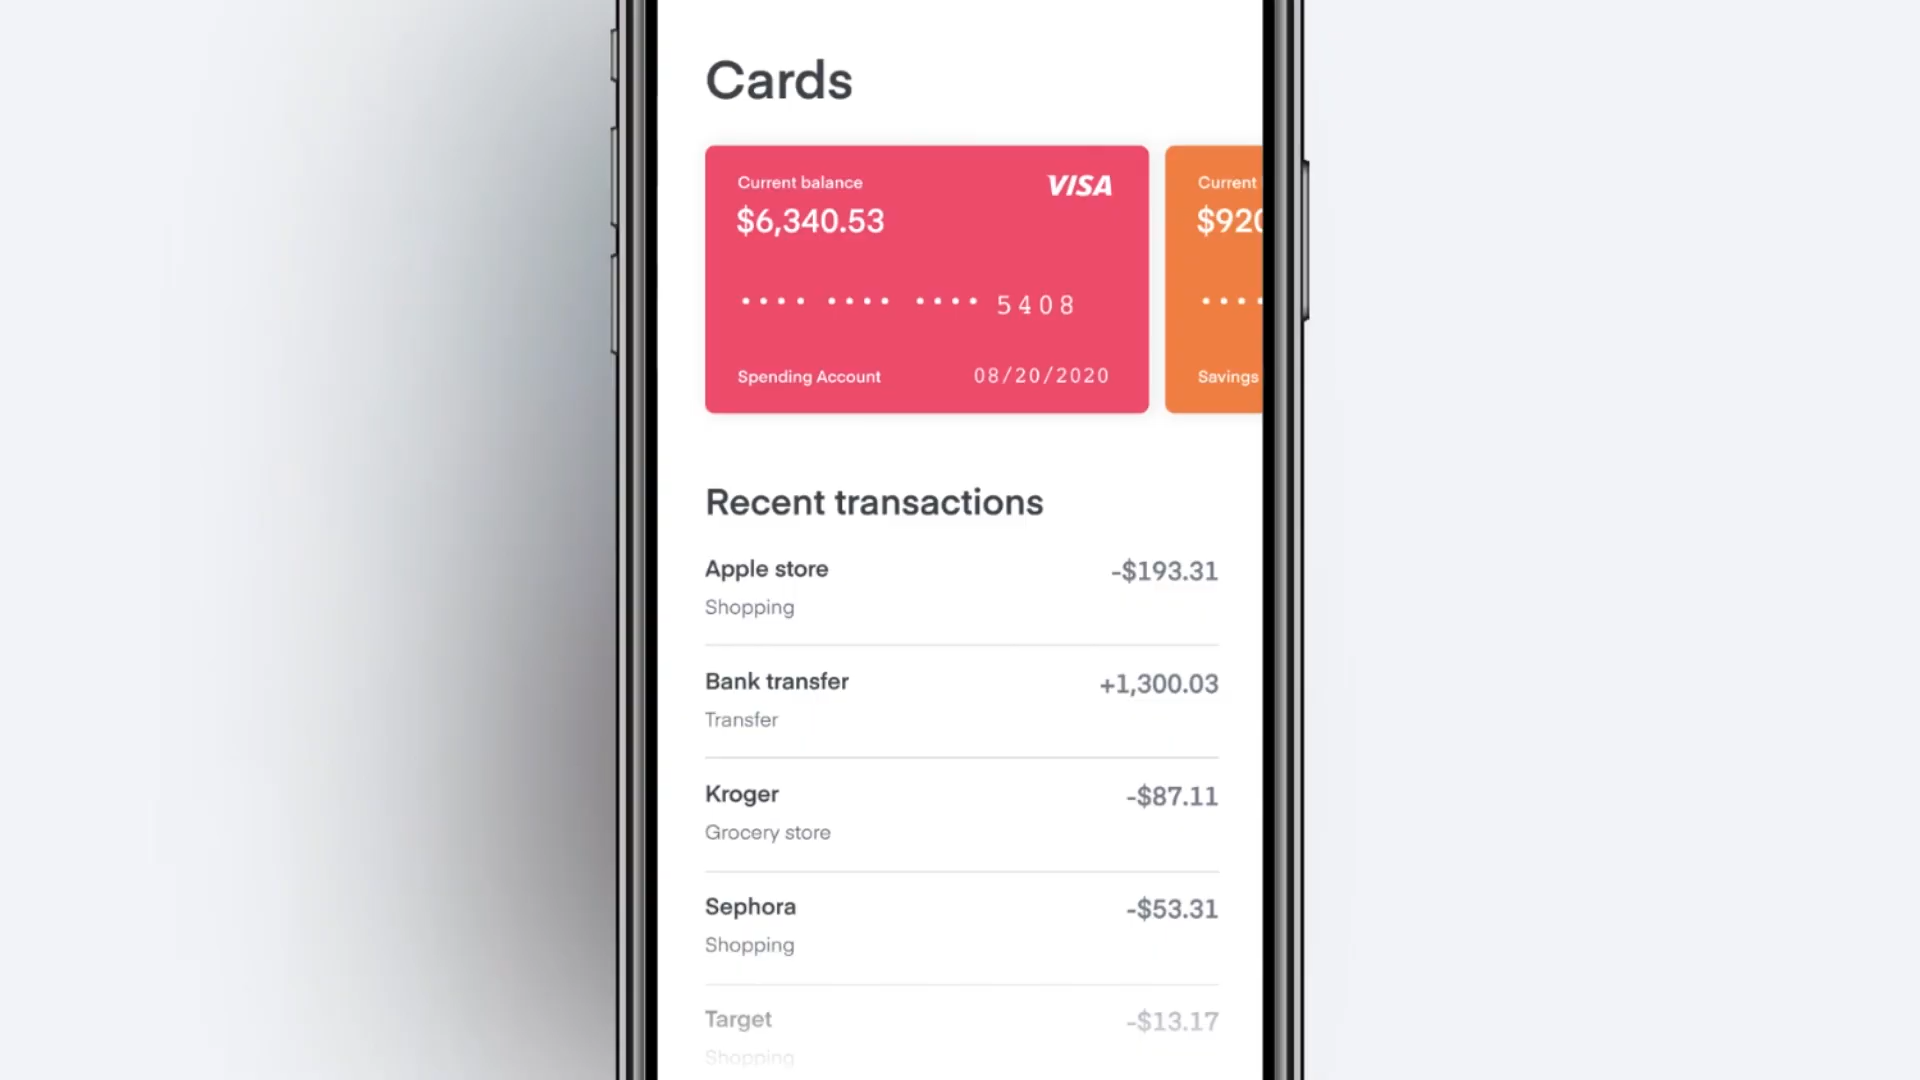 Cards
Current balance
VISA
$6,340.53
•••• •••• •••• 5408
Spending Account
08/20/2020
Current
$920
••••
Savings
Recent transactions
Apple store
-$193.31
Shopping
Bank transfer
+1,300.03
Transfer
Kroger
-$87.11
Grocery store
Sephora
-$53.31
Shopping
Target
-$13.17
Shopping